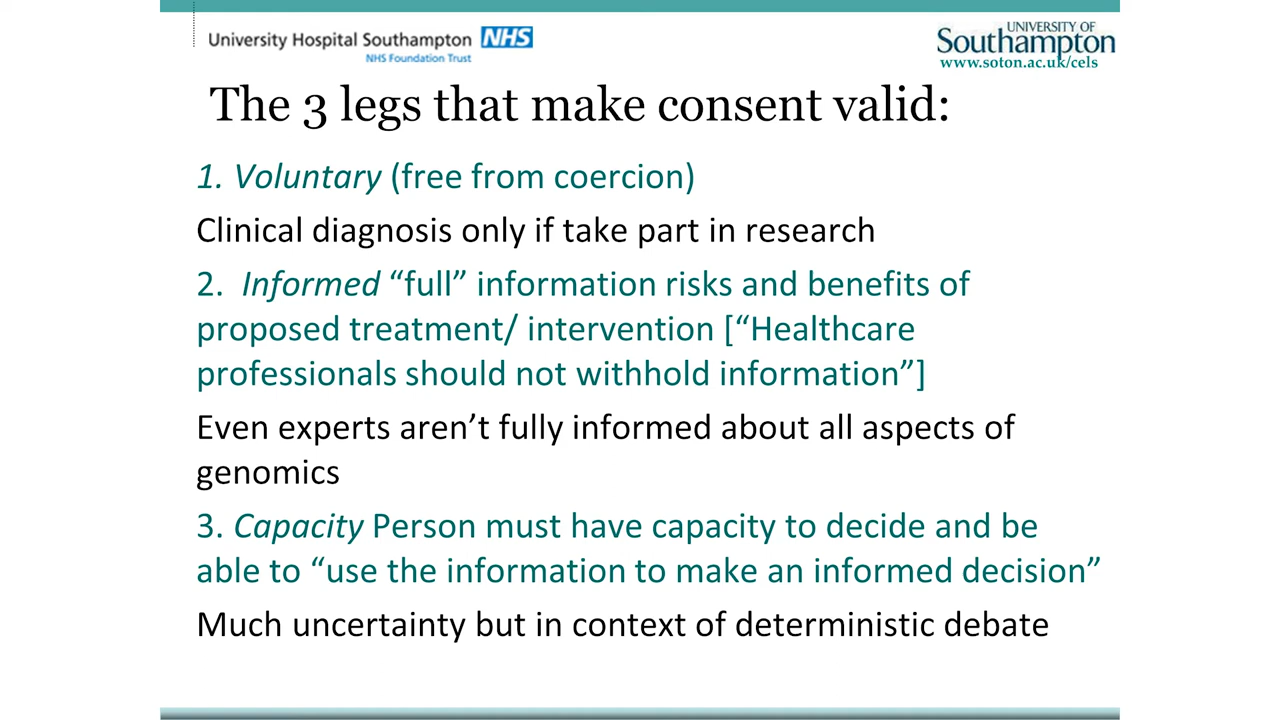 University Hospital Southampton NHS
NHS Foundation Trust
UNIVERSITY OF
Southampton
www.soton.ac.uk/cels
The 3 legs that make consent valid:
1. Voluntary (free from coercion)
Clinical diagnosis only if take part in research
2. Informed “full” information risks and benefits of
proposed treatment/ intervention [“Healthcare
professionals should not withhold information”]
Even experts aren’t fully informed about all aspects of
genomics
3. Capacity Person must have capacity to decide and be
able to “use the information to make an informed decision”
Much uncertainty but in context of deterministic debate